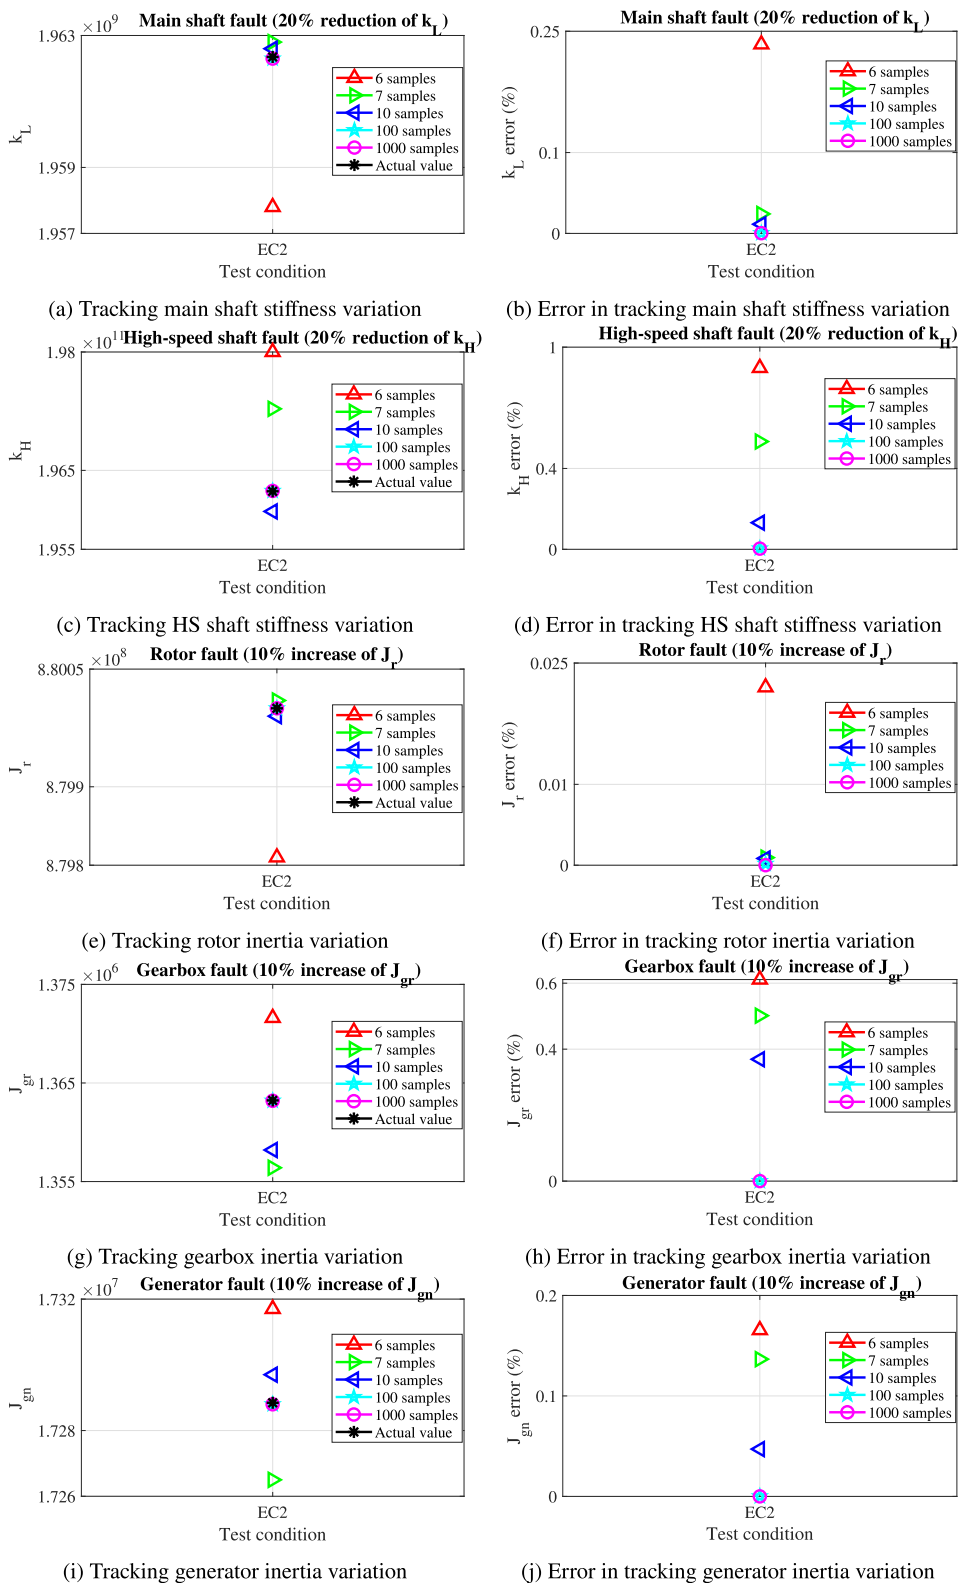 Main shaft fault (20% reduction of k_L)
×10^9
1.963
1.959
1.957
k_L
6 samples
7 samples
10 samples
100 samples
1000 samples
Actual value
EC2
Test condition
(a) Tracking main shaft stiffness variation
Main shaft fault (20% reduction of k_L)
0.25
0.1
0
k_L error (%)
6 samples
7 samples
10 samples
100 samples
1000 samples
EC2
Test condition
(b) Error in tracking main shaft stiffness variation
High-speed shaft fault (20% reduction of k_H)
×10^11
1.98
1.965
1.955
k_H
6 samples
7 samples
10 samples
100 samples
1000 samples
Actual value
EC2
Test condition
(c) Tracking HS shaft stiffness variation
High-speed shaft fault (20% reduction of k_H)
1
0.4
0
k_H error (%)
6 samples
7 samples
10 samples
100 samples
1000 samples
EC2
Test condition
(d) Error in tracking HS shaft stiffness variation
Rotor fault (10% increase of J_r)
×10^8
8.8005
8.799
8.798
J_r
6 samples
7 samples
10 samples
100 samples
1000 samples
Actual value
EC2
Test condition
(e) Tracking rotor inertia variation
Rotor fault (10% increase of J_r)
0.025
0.01
0
J_r error (%)
6 samples
7 samples
10 samples
100 samples
1000 samples
EC2
Test condition
(f) Error in tracking rotor inertia variation
Gearbox fault (10% increase of J_gr)
×10^6
1.375
1.365
1.355
J_gr
6 samples
7 samples
10 samples
100 samples
1000 samples
Actual value
EC2
Test condition
(g) Tracking gearbox inertia variation
Gearbox fault (10% increase of J_gr)
0.6
0.4
0
J_gr error (%)
6 samples
7 samples
10 samples
100 samples
1000 samples
EC2
Test condition
(h) Error in tracking gearbox inertia variation
Generator fault (10% increase of J_gn)
×10^7
1.732
1.728
1.726
J_gn
6 samples
7 samples
10 samples
100 samples
1000 samples
Actual value
EC2
Test condition
(i) Tracking generator inertia variation
Generator fault (10% increase of J_gn)
0.2
0.1
0
J_gn error (%)
6 samples
7 samples
10 samples
100 samples
1000 samples
EC2
Test condition
(j) Error in tracking generator inertia variation